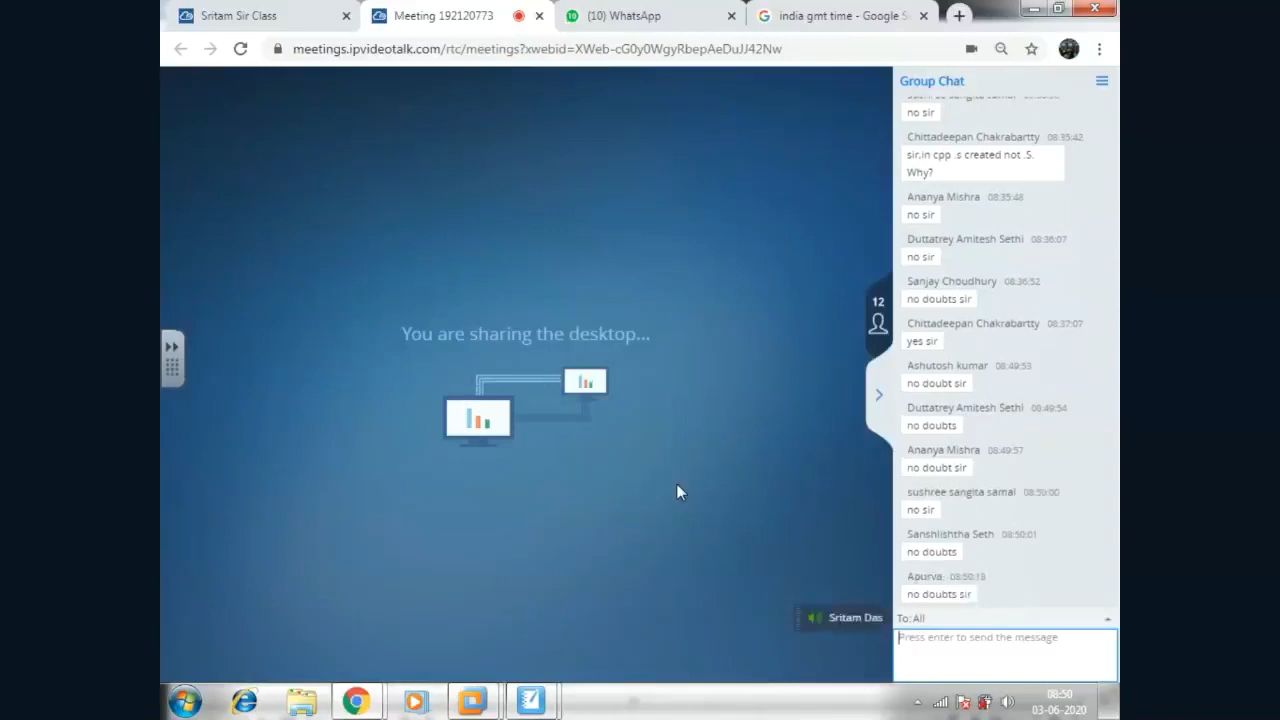 Sritam Sir Class
Meeting 192120773
(10) WhatsApp
india gmt time - Google S
meetings.ipvideotalk.com/rtc/meetings?xwebid=XWeb-cG0y0WgyRbepAeDuJJ42Nw
Group Chat
no sir
Chittadeepan Chakrabartty 08:35:42
sir.in cpp .s created not .S.
Why?
Ananya Mishra 08:35:46
no sir
Duttatrey Amitesh Sethi 08:36:07
no sir
Sanjay Choudhury 08:36:52
no doubts sir
Chittadeepan Chakrabartty 08:37:07
yes sir
Ashutosh kumar 08:49:53
no doubt sir
Duttatrey Amitesh Sethi 08:49:54
no doubts
Ananya Mishra 08:49:57
no doubt sir
sushree sangita samal 08:50:00
no sir
Sanshlishtha Seth 08:50:01
no doubts
Apurva 08:50:13
no doubts sir
12
You are sharing the desktop...
Sritam Das
To: All
Press enter to send the message
08:50
03-06-2020